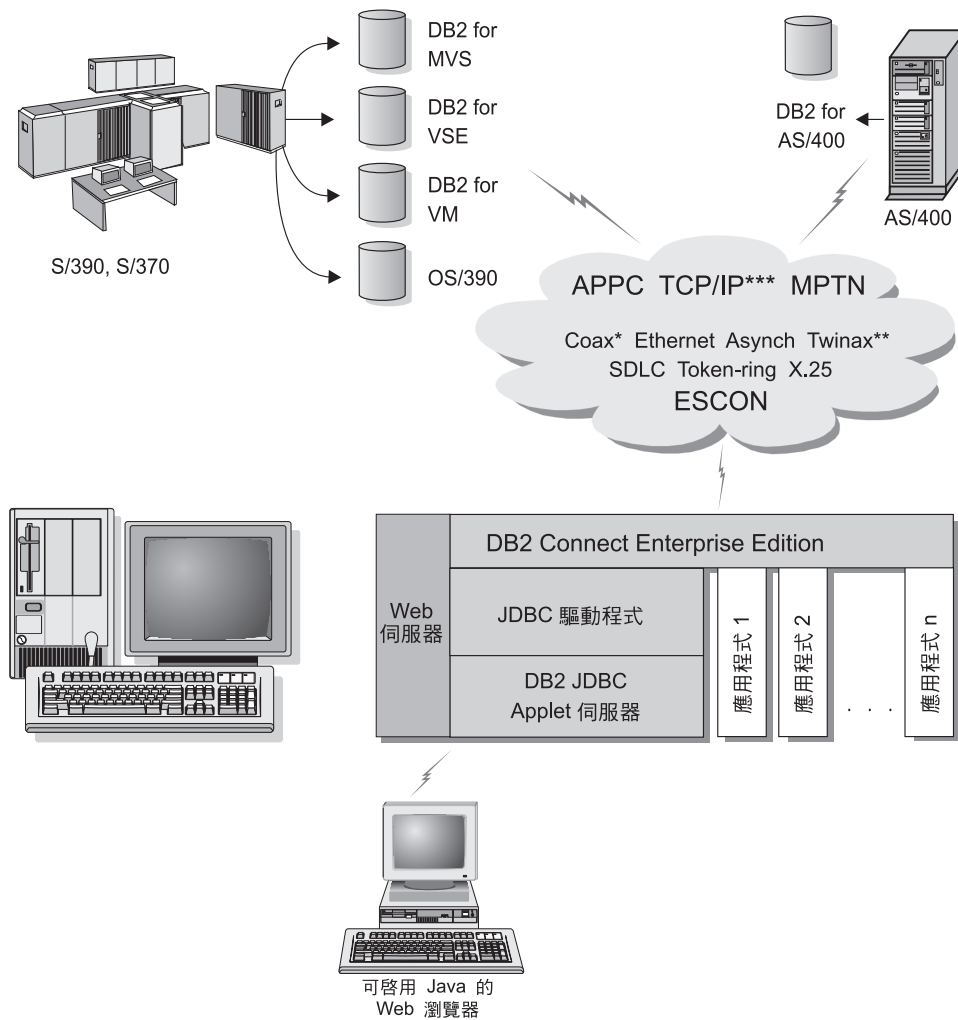 DB2 for
MVS
DB2 for
VSE
DB2 for
VM
OS/390
S/390, S/370
DB2 for
AS/400
AS/400
APPC TCP/IP*** MPTN
Coax* Ethernet Asynch Twinax**
SDLC Token-ring X.25
ESCON
DB2 Connect Enterprise Edition
Web
伺服器
JDBC 驅動程式
DB2 JDBC
Applet 伺服器
應用程式 1
應用程式 2
. . .
應用程式 n
可啓用 Java 的
Web 瀏覽器